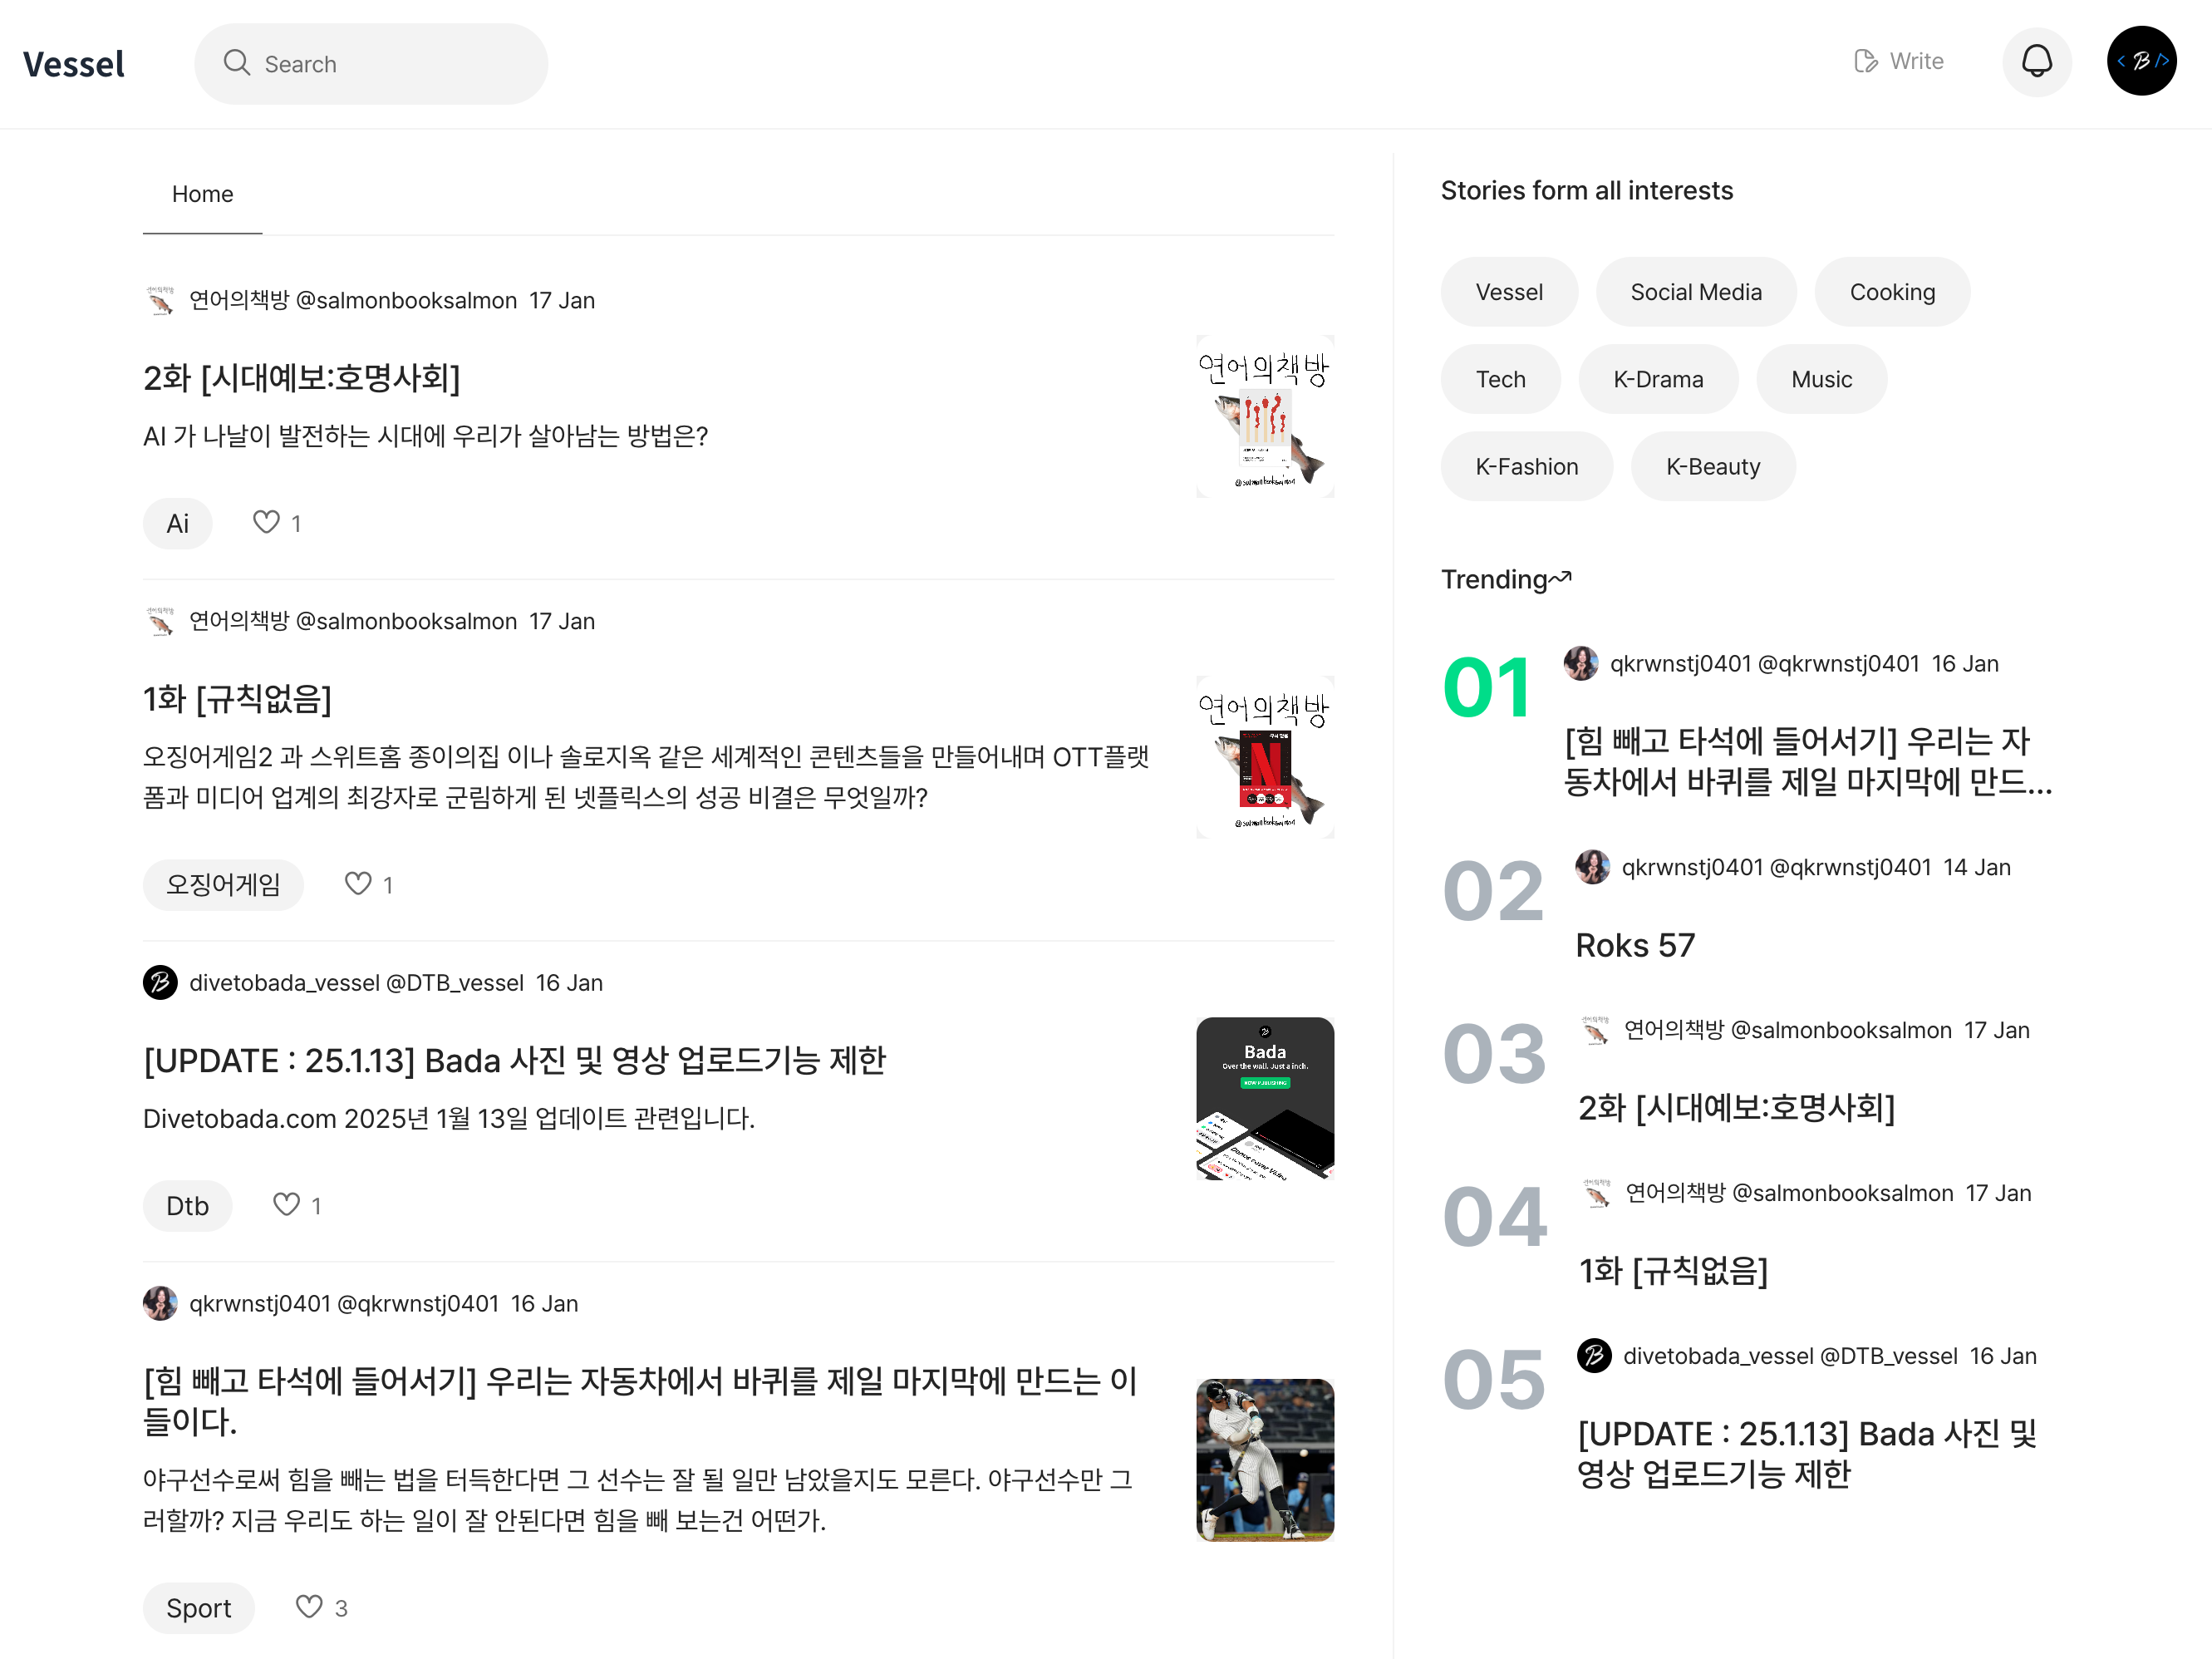 Vessel
Search
Write
Home
연어의책방 @salmonbooksalmon 17 Jan
2화 [시대예보:호명사회]
AI 가 나날이 발전하는 시대에 우리가 살아남는 방법은?
연어의책방
Ai
1
연어의책방 @salmonbooksalmon 17 Jan
1화 [규칙없음]
오징어게임2 과 스위트홈 종이의집 이나 솔로지옥 같은 세계적인 콘텐츠들을 만들어내며 OTT플랫
폼과 미디어 업계의 최강자로 군림하게 된 넷플릭스의 성공 비결은 무엇일까?
연어의책방
N
오징어게임
1
divetobada_vessel @DTB_vessel 16 Jan
[UPDATE : 25.1.13] Bada 사진 및 영상 업로드기능 제한
Divetobada.com 2025년 1월 13일 업데이트 관련입니다.
Bada
Over the wall. Just a inch.
NOW PUBLISHING
Dtb
1
qkrwnstj0401 @qkrwnstj0401 16 Jan
[힘 빼고 타석에 들어서기] 우리는 자동차에서 바퀴를 제일 마지막에 만드는 이
들이다.
야구선수로써 힘을 빼는 법을 터득한다면 그 선수는 잘 될 일만 남았을지도 모른다. 야구선수만 그
러할까? 지금 우리도 하는 일이 잘 안된다면 힘을 빼 보는건 어떤가.
Sport
3
Stories form all interests
Vessel
Social Media
Cooking
Tech
K-Drama
Music
K-Fashion
K-Beauty
Trending
01
qkrwnstj0401 @qkrwnstj0401 16 Jan
[힘 빼고 타석에 들어서기] 우리는 자
동차에서 바퀴를 제일 마지막에 만드...
02
qkrwnstj0401 @qkrwnstj0401 14 Jan
Roks 57
03
연어의책방 @salmonbooksalmon 17 Jan
2화 [시대예보:호명사회]
04
연어의책방 @salmonbooksalmon 17 Jan
1화 [규칙없음]
05
divetobada_vessel @DTB_vessel 16 Jan
[UPDATE : 25.1.13] Bada 사진 및
영상 업로드기능 제한